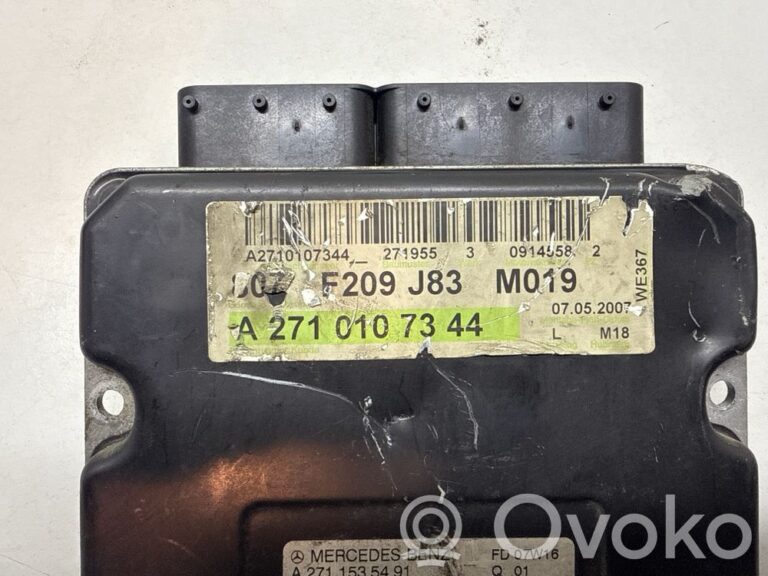 A2710107344,_ 271955 3 0914558 2
F209 J83 M019
07.05.2007
A 271 010 73 44
L M18
WE367
MERCEDES BENZ FD 07W16
A 271 153 54 91 Q 01
Ovoko